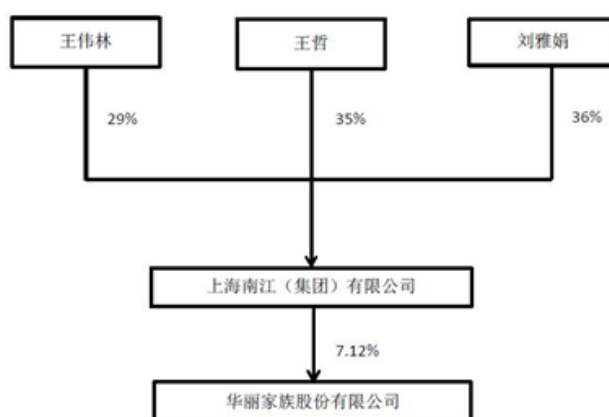 王伟林
王哲
刘雅娟
29%
35%
36%
上海南江（集团）有限公司
7.12%
华丽家族股份有限公司